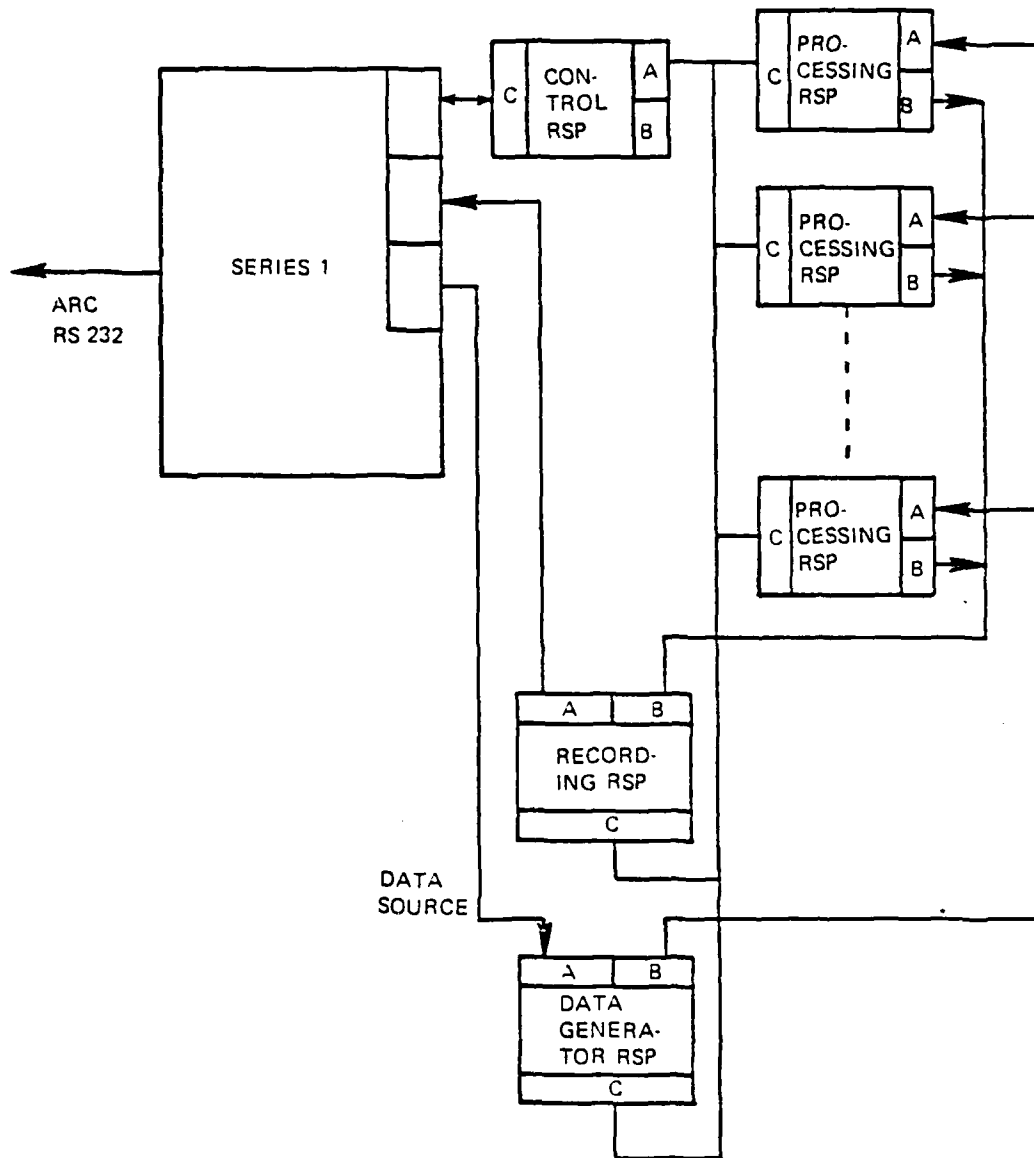 C
CON-
TROL
RSP
A
B
C
PRO-
CESSING
RSP
A
B
SERIES 1
ARC
RS 232
C
PRO-
CESSING
RSP
A
B
C
PRO-
CESSING
RSP
A
B
A
B
RECORD-
ING RSP
C
DATA
SOURCE
A
B
DATA
GENERA-
TOR RSP
C